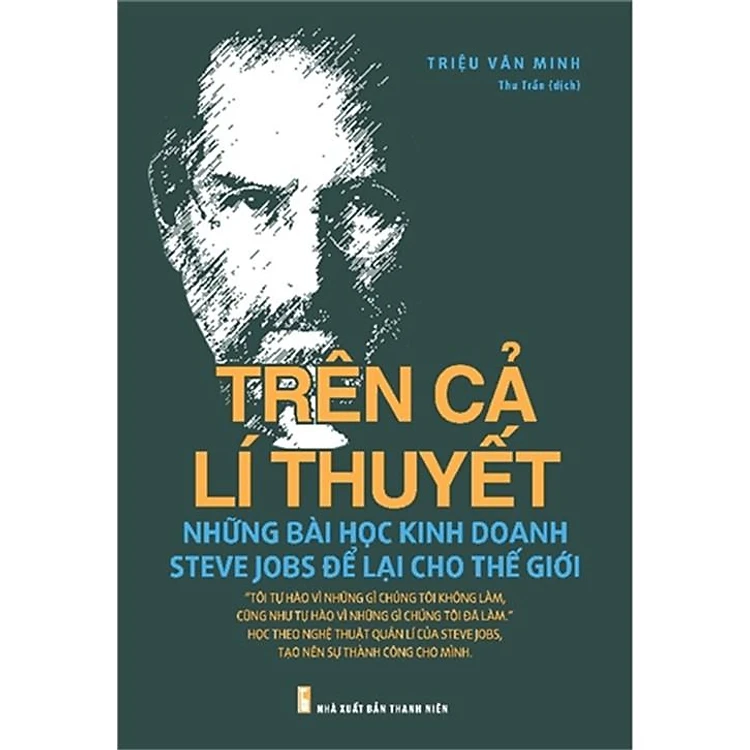 TRIỆU VĂN MINH
Thu Trần (dịch)
TRÊN CẢ
LÍ THUYẾT
NHỮNG BÀI HỌC KINH DOANH
STEVE JOBS ĐỂ LẠI CHO THẾ GIỚI
"TÔI TỰ HÀO VÌ NHỮNG GÌ CHÚNG TÔI KHÔNG LÀM,
CŨNG NHƯ TỰ HÀO VÌ NHỮNG GÌ CHÚNG TÔI ĐÃ LÀM."
HỌC THEO NGHỆ THUẬT QUẢN LÍ CỦA STEVE JOBS,
TẠO NÊN SỰ THÀNH CÔNG CHO MÌNH.
NHÀ XUẤT BẢN THANH NIÊN